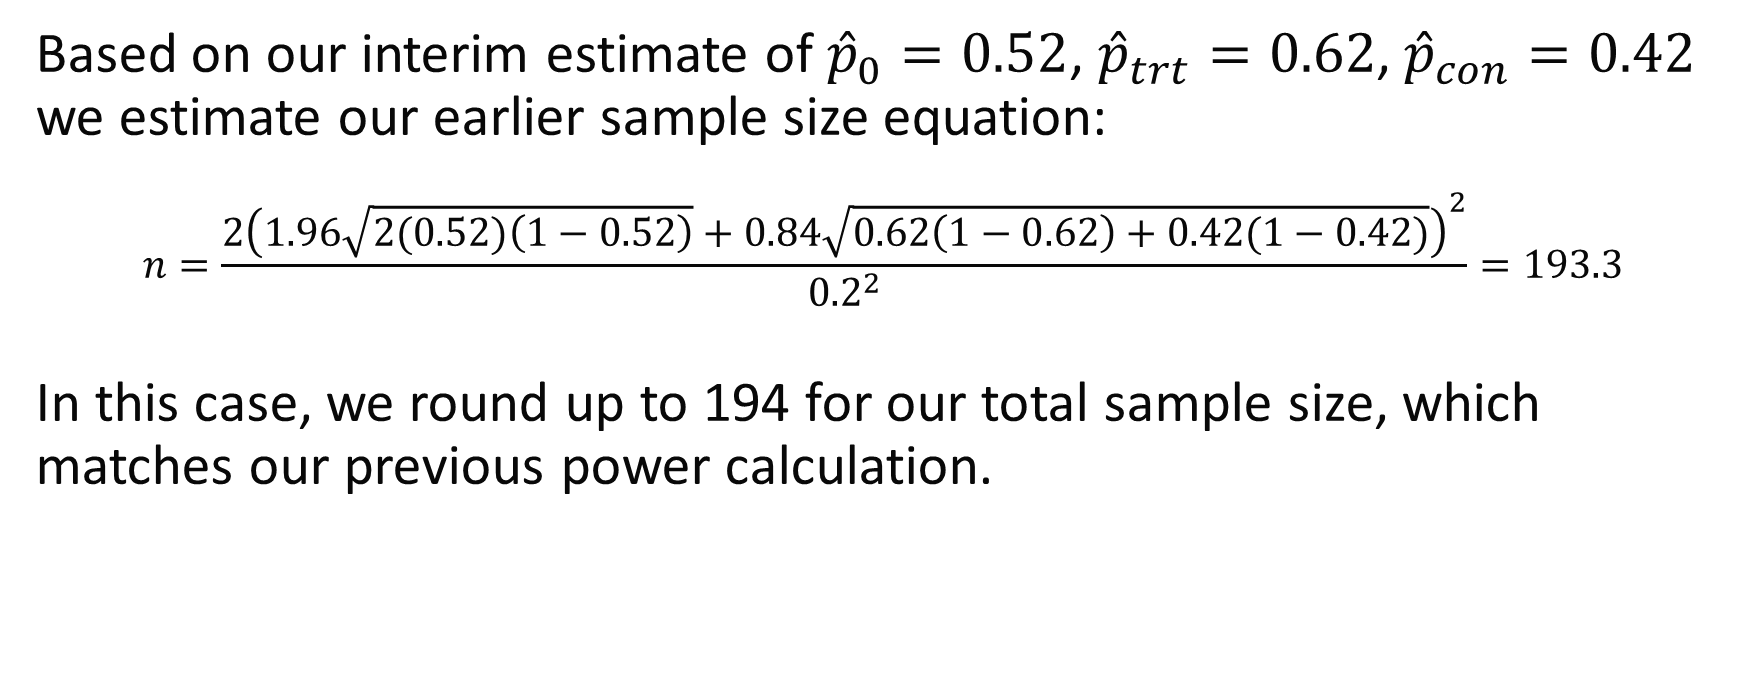 Based on our interim estimate of p̂₀ = 0.52, p̂ₜᵣₜ = 0.62, p̂_con = 0.42
we estimate our earlier sample size equation:
n = 2(1.96√(2(0.52)(1 − 0.52)) + 0.84√(0.62(1 − 0.62) + 0.42(1 − 0.42)))² / 0.2² = 193.3
In this case, we round up to 194 for our total sample size, which
matches our previous power calculation.